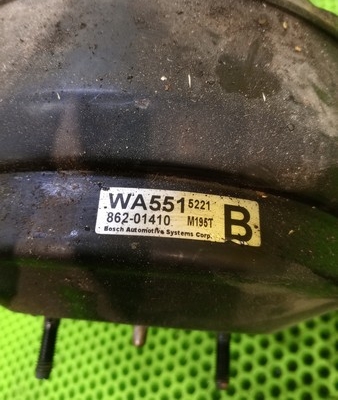 WA551 5221
862-01410 M195T B
Bosch Automotive Systems Corp.